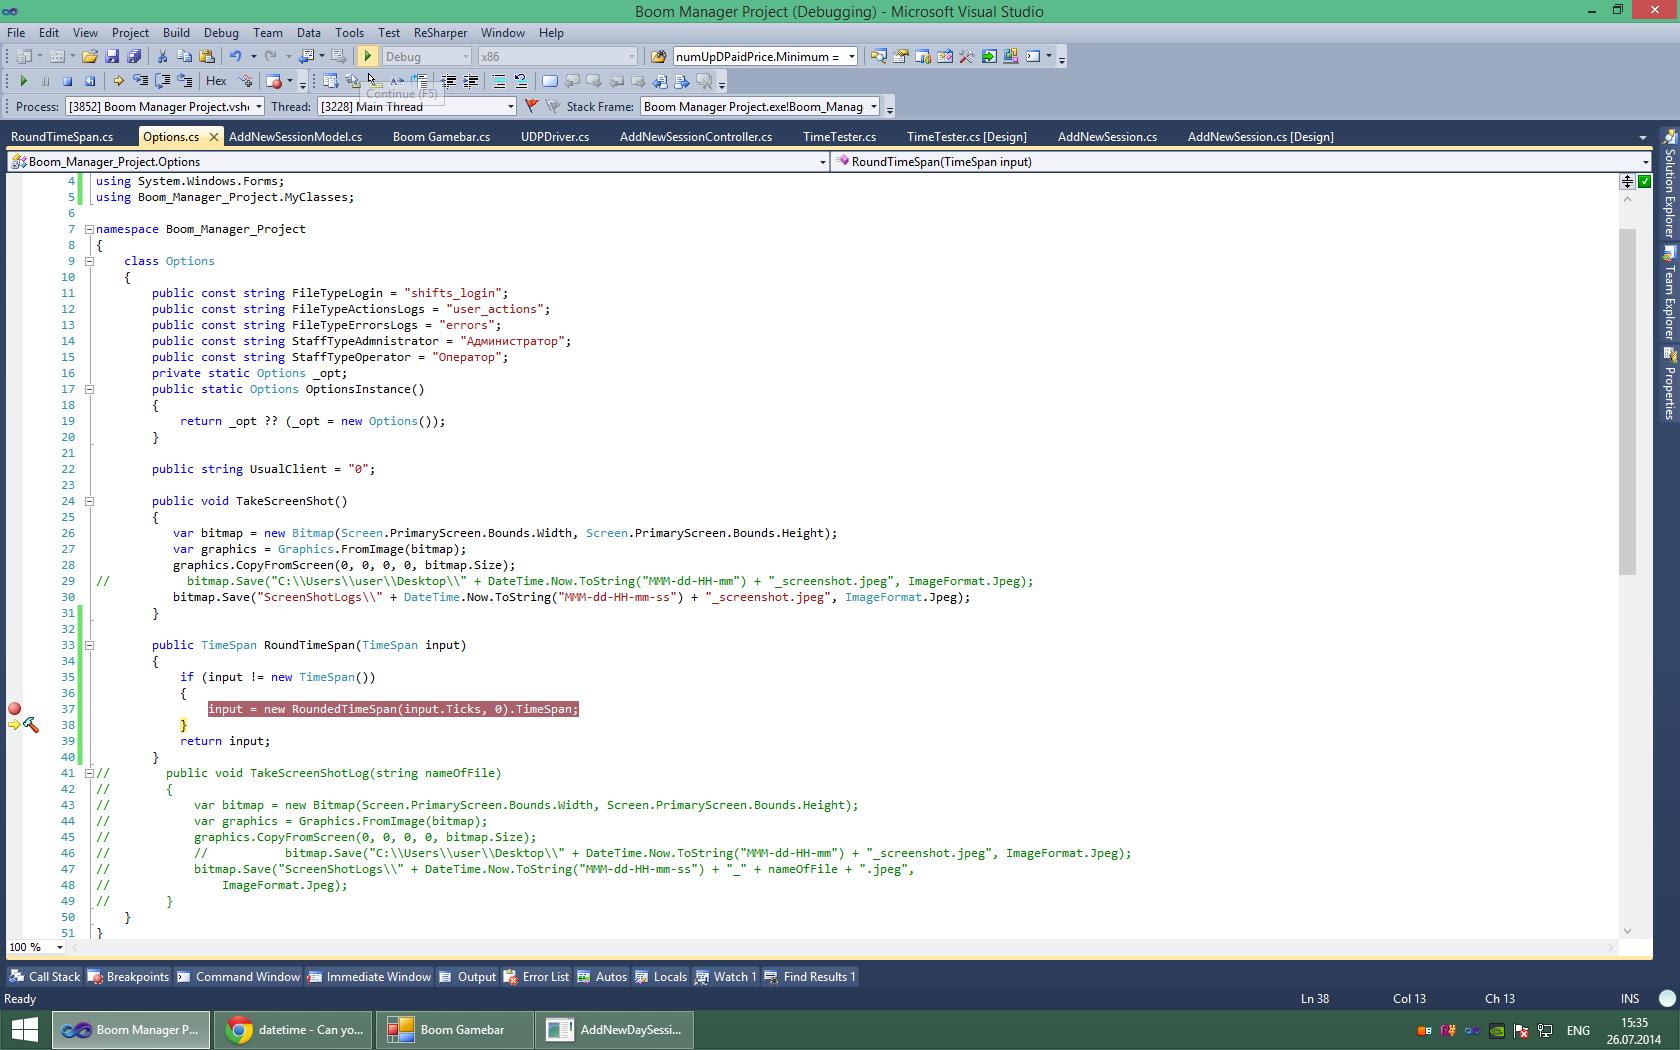 Boom Manager Project (Debugging) - Microsoft Visual Studio
File Edit View Project Build Debug Team Data Tools Test ReSharper Window Help
Debug x86 numUpDPaidPrice.Minimum =
Hex
Continue (F5)
Process: [3852] Boom Manager Project.vshc Thread: [3228] Main Thread Stack Frame: Boom Manager Project.exe!Boom_Manag
RoundTimeSpan.cs Options.cs AddNewSessionModel.cs Boom Gamebar.cs UDPDriver.cs AddNewSessionController.cs TimeTester.cs TimeTester.cs [Design] AddNewSession.cs AddNewSession.cs [Design]
Boom_Manager_Project.Options RoundTimeSpan(TimeSpan input)
4 using System.Windows.Forms;
5 using Boom_Manager_Project.MyClasses;
6
7 namespace Boom_Manager_Project
8 {
9 class Options
10 {
11 public const string FileTypeLogin = "shifts_login";
12 public const string FileTypeActionsLogs = "user_actions";
13 public const string FileTypeErrorsLogs = "errors";
14 public const string StaffTypeAdmnistrator = "Администратор";
15 public const string StaffTypeOperator = "Оператор";
16 private static Options _opt;
17 public static Options OptionsInstance()
18 {
19 return _opt ?? (_opt = new Options());
20 }
21
22 public string UsualClient = "0";
23
24 public void TakeScreenShot()
25 {
26 var bitmap = new Bitmap(Screen.PrimaryScreen.Bounds.Width, Screen.PrimaryScreen.Bounds.Height);
27 var graphics = Graphics.FromImage(bitmap);
28 graphics.CopyFromScreen(0, 0, 0, 0, bitmap.Size);
29 // bitmap.Save("C:\\Users\\user\\Desktop\\" + DateTime.Now.ToString("MMM-dd-HH-mm") + "_screenshot.jpeg", ImageFormat.Jpeg);
30 bitmap.Save("ScreenShotLogs\\" + DateTime.Now.ToString("MMM-dd-HH-mm-ss") + "_screenshot.jpeg", ImageFormat.Jpeg);
31 }
32
33 public TimeSpan RoundTimeSpan(TimeSpan input)
34 {
35 if (input != new TimeSpan())
36 {
37 input = new RoundedTimeSpan(input.Ticks, 0).TimeSpan;
38 }
39 return input;
40 }
41 // public void TakeScreenShotLog(string nameOfFile)
42 // {
43 // var bitmap = new Bitmap(Screen.PrimaryScreen.Bounds.Width, Screen.PrimaryScreen.Bounds.Height);
44 // var graphics = Graphics.FromImage(bitmap);
45 // graphics.CopyFromScreen(0, 0, 0, 0, bitmap.Size);
46 // // bitmap.Save("C:\\Users\\user\\Desktop\\" + DateTime.Now.ToString("MMM-dd-HH-mm") + "_screenshot.jpeg", ImageFormat.Jpeg);
47 // bitmap.Save("ScreenShotLogs\\" + DateTime.Now.ToString("MMM-dd-HH-mm-ss") + "_" + nameOfFile + ".jpeg",
48 // ImageFormat.Jpeg);
49 // }
50 }
51 }
100 %
Solution Explorer
Team Explorer
Properties
Call Stack Breakpoints Command Window Immediate Window Output Error List Autos Locals Watch 1 Find Results 1
Ready Ln 38 Col 13 Ch 13 INS
Boom Manager P... datetime - Can yo... Boom Gamebar AddNewDaySessi... ENG 15:35
26.07.2014